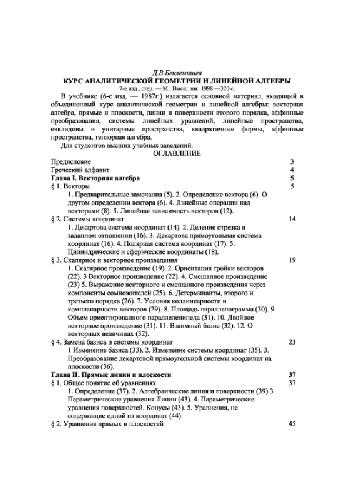 Д.В.Беклемишев
КУРС АНАЛИТИЧЕСКОЙ ГЕОМЕТРИИ И ЛИНЕЙНОЙ АЛГЕБРЫ
7-е изд., стер. — М.: Высш. шк. 1998.—320с.
В учебнике (6-е изд. — 1987г.) излагается основной материал, входящий в
объединенный курс аналитической геометрии и линейной алгебры: векторная
алгебра, прямые и плоскости, линии и поверхности второго порядка, аффинные
преобразования, системы линейных уравнений, линейные пространства,
евклидовы и унитарные пространства, квадратичные формы, аффинные
пространства, тензорная алгебра.
Для студентов высших учебных заведений.
ОГЛАВЛЕНИЕ
Предисловие 3
Греческий алфавит 4
Глава I. Векторная алгебра 5
§ 1. Векторы 5
1. Предварительные замечания (5). 2. Определение вектора (6). О
другом определении вектора (6). 4. Линейные операции над
векторами (8). 5. Линейная зависимость векторов (12).
§ 2. Системы координат 14
1. Декартова система координат (14). 2. Деление отрезка в
заданном отношении (16). 3. Декартова прямоугольная система
координат (16). 4. Полярная система координат (17). 5.
Цилиндрические и сферические координаты (18).
§ 3. Скалярное и векторное произведения 19
1. Скалярное произведение (19). 2. Ориентация тройки векторов
(22). 3. Векторное произведение (22). 4. Смешанное произведение
(23) 5. Выражение векторного и смешанного произведения через
компоненты сомножителей (25). 6. Детерминанты, второго и
третьего порядка (26). 7. Условия коллинеарности и
компланарности векторов (29). 8. Площадь параллелограмма (30). 9
Объем ориентированного параллелепипеда (31). 10. Двойное
векторное произведение (31). 11. Взаимный базис (32). 12. О
векторных величинах (32).
§ 4. Замена базиса и системы координат 23
1 Изменение базиса (33). 2. Изменение системы координат (35). 3.
Преобразование декартовой прямоугольной системы координат на
плоскости (36).
Глава II. Прямые линии и плоскости 37
§ 1. Общее понятие об уравнениях 37
1. Определения (37). 2. Алгебраические линии и поверхности (39) 3
Параметрические уравнения Линии (43). 4. Параметрические
уравнения поверхностей. Конусы (43). 5. Уравнения, не
содержащие одной из координат (44).
§ 2. Уравнения прямых и плоскостей 45